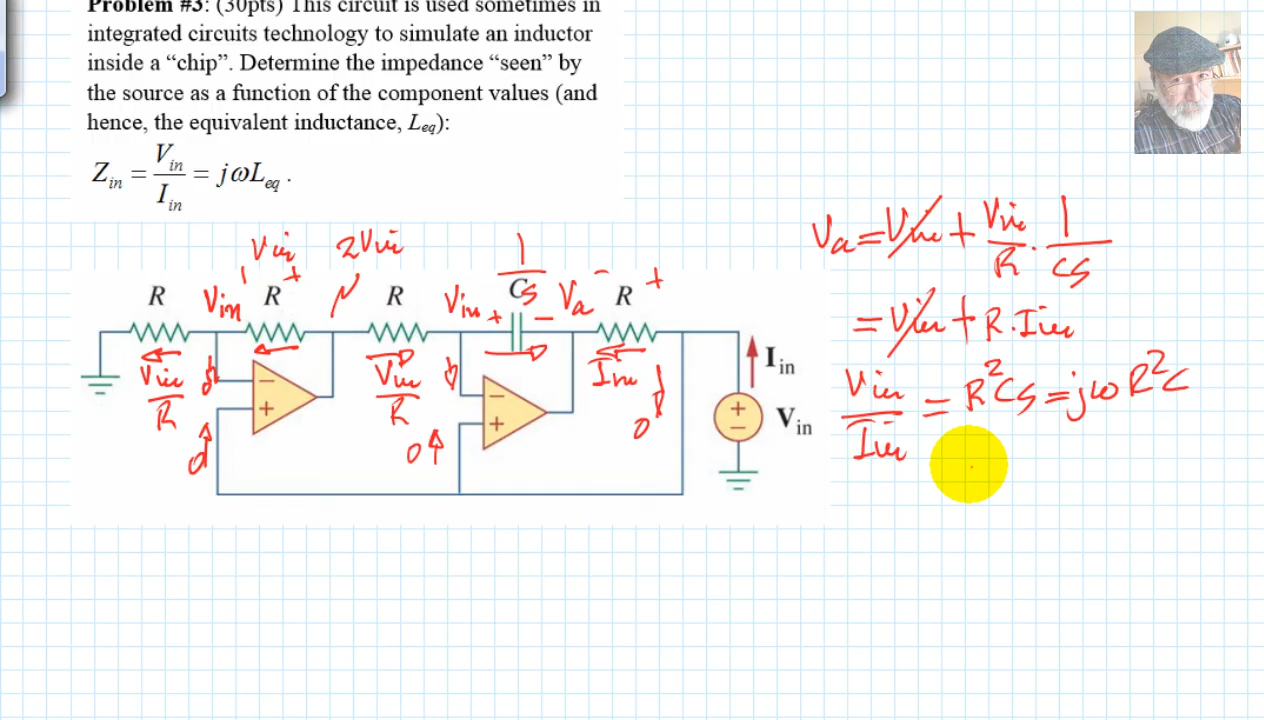 Problem #3: (30pts) This circuit is used sometimes in
integrated circuits technology to simulate an inductor
inside a “chip”. Determine the impedance “seen” by
the source as a function of the component values (and
hence, the equivalent inductance, Leq):
Zin = Vin / Iin = jωLeq .
Vin 2Vin 1
R Vin R + R Vin + Cs − Va − R +
Vin / R
Vin / R
Iin
Iin
Vin
0
0
− + − +
+ −
Va = Vin + Vin / R · 1 / Cs
= Vin + R · Iin
Vin / Iin = R²Cs = jωR²C